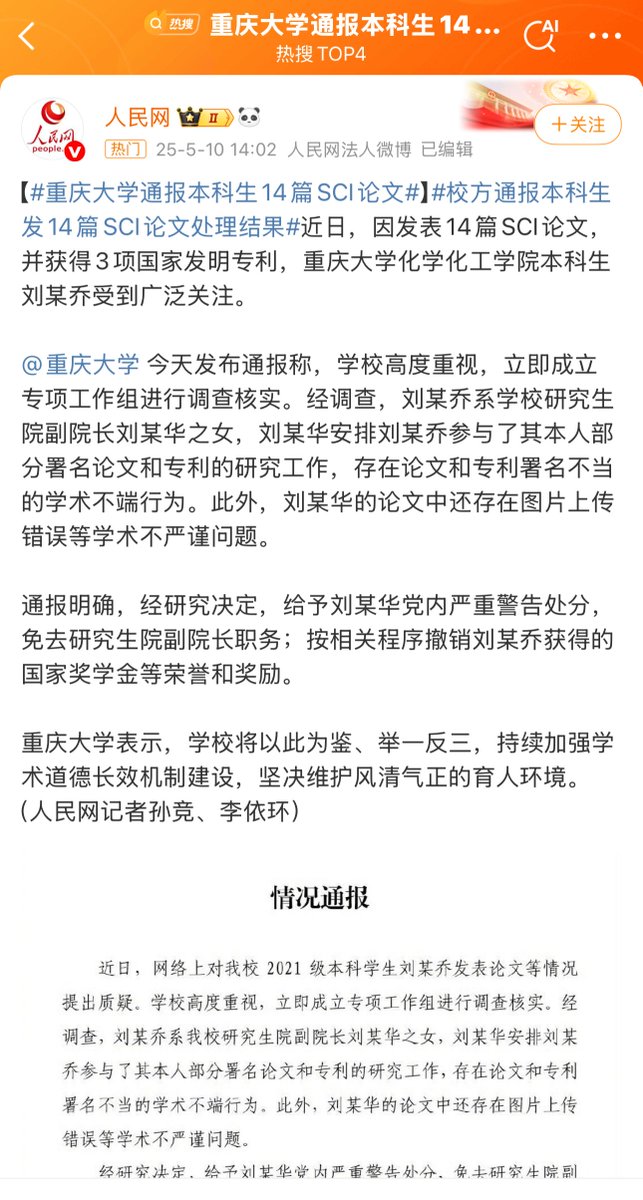 热搜 重庆大学通报本科生14 ... AI
热搜TOP4
人民网 II
人民网
people.
V
+关注
热门 25-5-10 14:02 人民网法人微博 已编辑
【#重庆大学通报本科生14篇SCI论文#】#校方通报本科生
发14篇SCI论文处理结果#近日，因发表14篇SCI论文，
并获得3项国家发明专利，重庆大学化学化工学院本科生
刘某乔受到广泛关注。
@重庆大学 今天发布通报称，学校高度重视，立即成立
专项工作组进行调查核实。经调查，刘某乔系学校研究生
院副院长刘某华之女，刘某华安排刘某乔参与了其本人部
分署名论文和专利的研究工作，存在论文和专利署名不当
的学术不端行为。此外，刘某华的论文中还存在图片上传
错误等学术不严谨问题。
通报明确，经研究决定，给予刘某华党内严重警告处分，
免去研究生院副院长职务；按相关程序撤销刘某乔获得的
国家奖学金等荣誉和奖励。
重庆大学表示，学校将以此为鉴、举一反三，持续加强学
术道德长效机制建设，坚决维护风清气正的育人环境。
（人民网记者孙竞、李依环）
情况通报
近日，网络上对我校 2021 级本科学生刘某乔发表论文等情况
提出质疑。学校高度重视，立即成立专项工作组进行调查核实。经
调查，刘某乔系我校研究生院副院长刘某华之女，刘某华安排刘某
乔参与了其本人部分署名论文和专利的研究工作，存在论文和专利
署名不当的学术不端行为。此外，刘某华的论文中还存在图片上传
错误等学术不严谨问题。
经研究决定，给予刘某华党内严重警告处分，免去研究生院副